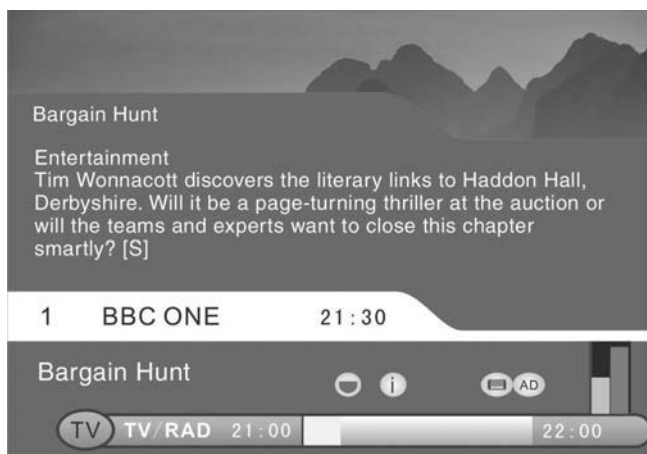 Bargain Hunt
Entertainment
Tim Wonnacott discovers the literary links to Haddon Hall,
Derbyshire. Will it be a page-turning thriller at the auction or
will the teams and experts want to close this chapter
smartly? [S]
1 BBC ONE 21:30
Bargain Hunt i AD
TV TV/RAD 21:00 22:00